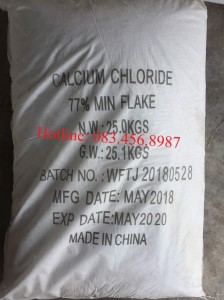 CALCIUM CHLORIDE
77% MIN FLAKE
N.W.:25.0KGS
Hotline: 083.456.8987
G.W.:25.1KGS
BATCH NO.:WFTJ 20180528
MFG DATE: MAY2018
EXP DATE:MAY2020
MADE IN CHINA